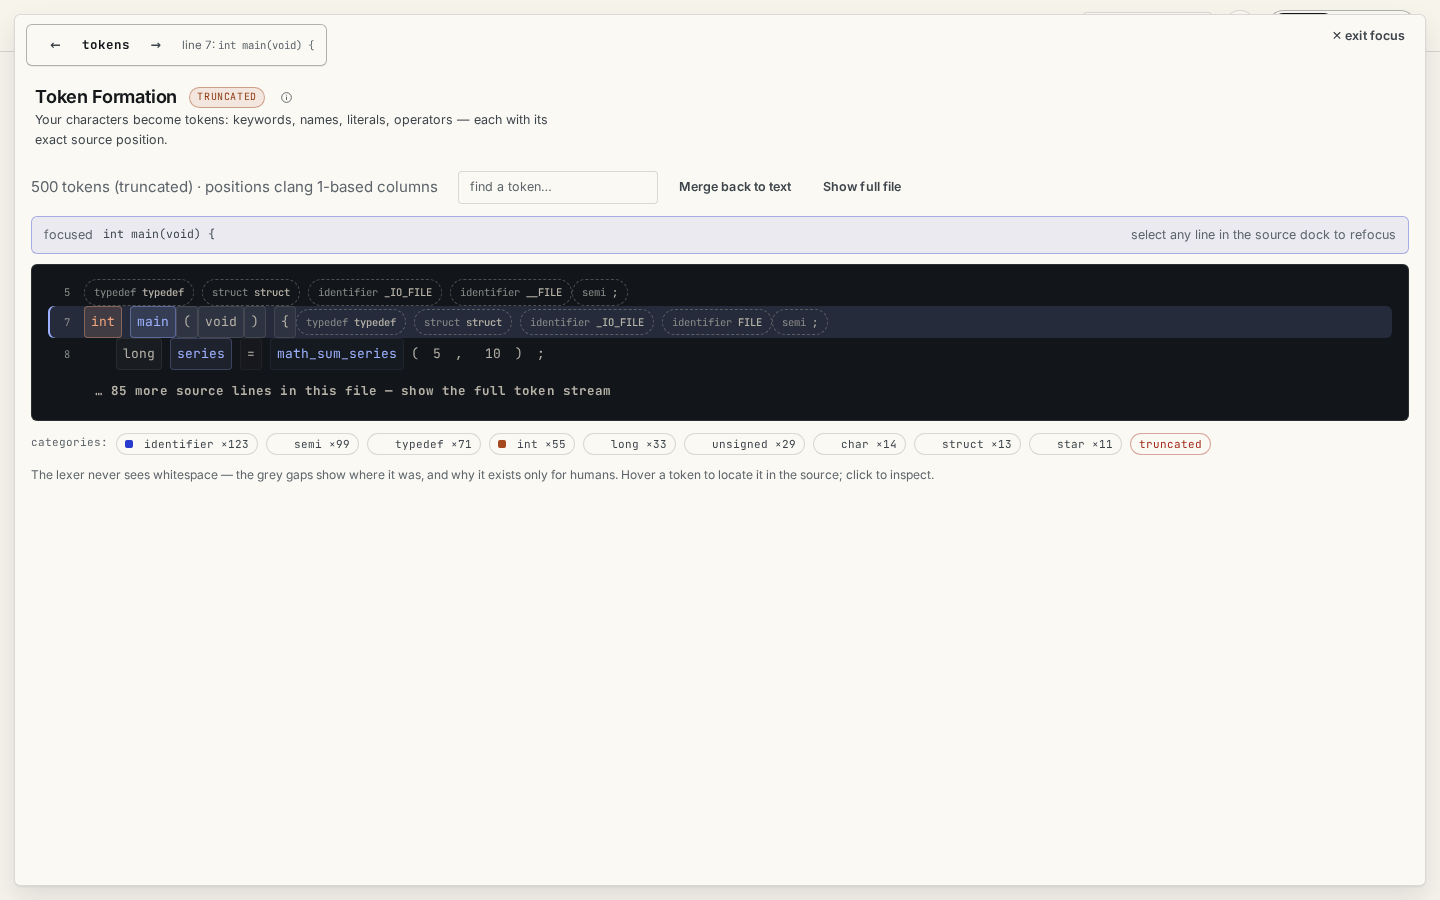 ← tokens → line 7: int main(void) {
✕ exit focus
Token Formation TRUNCATED
Your characters become tokens: keywords, names, literals, operators — each with its
exact source position.
500 tokens (truncated) · positions clang 1-based columns find a token... Merge back to text Show full file
focused int main(void) { select any line in the source dock to refocus
5 typedef typedef struct struct identifier _IO_FILE identifier __FILE semi ;
7 int main ( void ) { typedef typedef struct struct identifier _IO_FILE identifier FILE semi ;
8 long series = math_sum_series ( 5 , 10 ) ;
… 85 more source lines in this file — show the full token stream
categories: identifier ×123 semi ×99 typedef ×71 int ×55 long ×33 unsigned ×29 char ×14 struct ×13 star ×11 truncated
The lexer never sees whitespace — the grey gaps show where it was, and why it exists only for humans. Hover a token to locate it in the source; click to inspect.